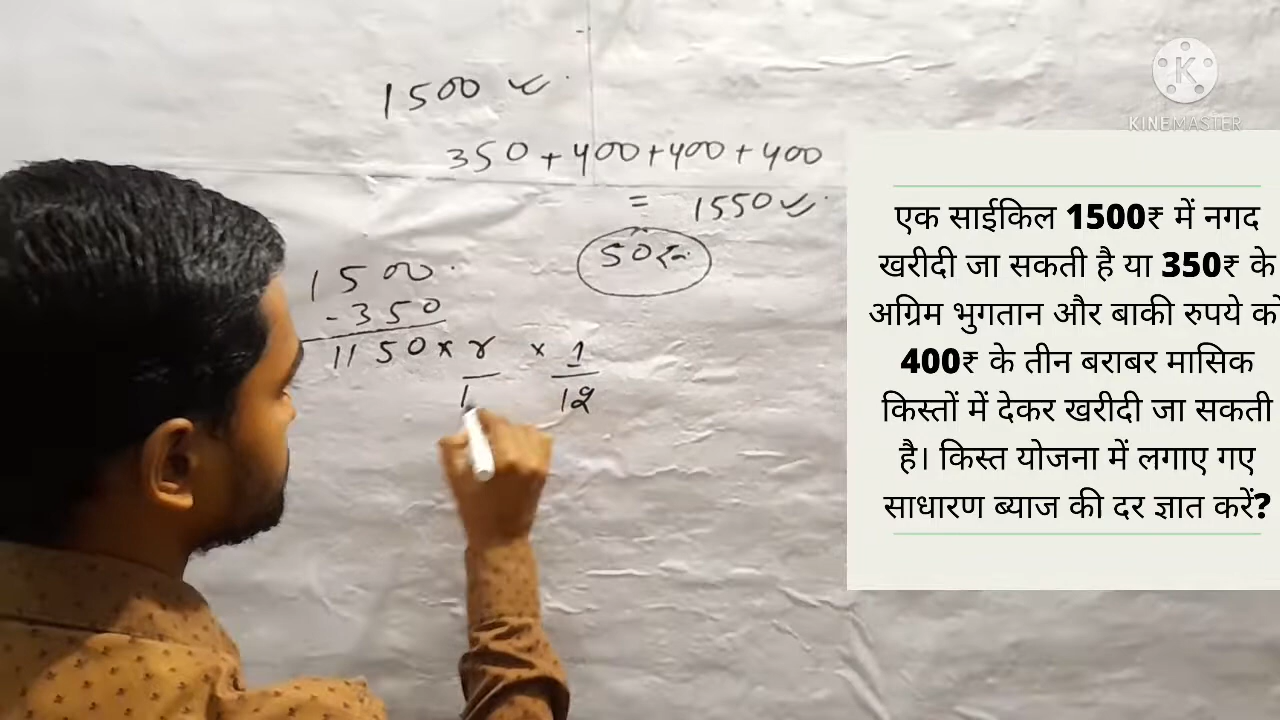 1500
350 + 400 + 400 + 400
= 1550
50रु
1500
- 350
1150 × r × 1
1 12
KINEMASTER
एक साईकिल 1500₹ में नगद
खरीदी जा सकती है या 350₹ के
अग्रिम भुगतान और बाकी रुपये को
400₹ के तीन बराबर मासिक
किस्तों में देकर खरीदी जा सकती
है। किस्त योजना में लगाए गए
साधारण ब्याज की दर ज्ञात करें?